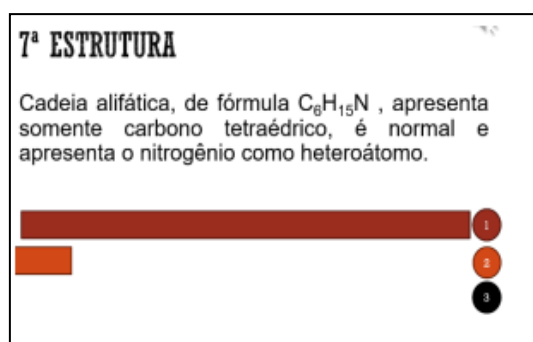 7ª ESTRUTURA
Cadeia alifática, de fórmula C₆H₁₅N , apresenta
somente carbono tetraédrico, é normal e
apresenta o nitrogênio como heteroátomo.
1
2
3